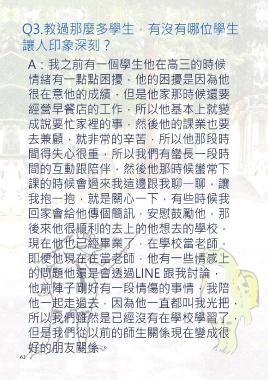 Q3.教過那麼多學生，有沒有哪位學生
讓人印象深刻？
A：我之前有一個學生他在高三的時候
情緒有一點點困擾，他的困擾是因為他
很在意他的成績，但是他家那時候還要
經營早餐店的工作，所以他基本上就變
成說要忙家裡的事，然後他的課業也要
去兼顧，就非常的辛苦，所以他那段時
間得失心很重，所以我們有蠻長一段時
間的互動跟陪伴，然後他那時候蠻常下
課的時候會過來我這邊跟我聊一聊，讓
我抱一抱，就是關心一下，有些時候我
回家會給他傳個簡訊，安慰鼓勵他，那
後來他很順利的去上的他想去的學校，
現在他也已經畢業了，在學校當老師，
即便他現在在當老師，他有一些情感上
的問題他還是會透過LINE 跟我討論，
他前陣子剛好有一段情傷的事情，我陪
他一起走過去，因為他一直都叫我光把，
所以我們雖然是已經沒有在學校學習了，
但是我們從以前的師生關係現在變成很
好的朋友關係。